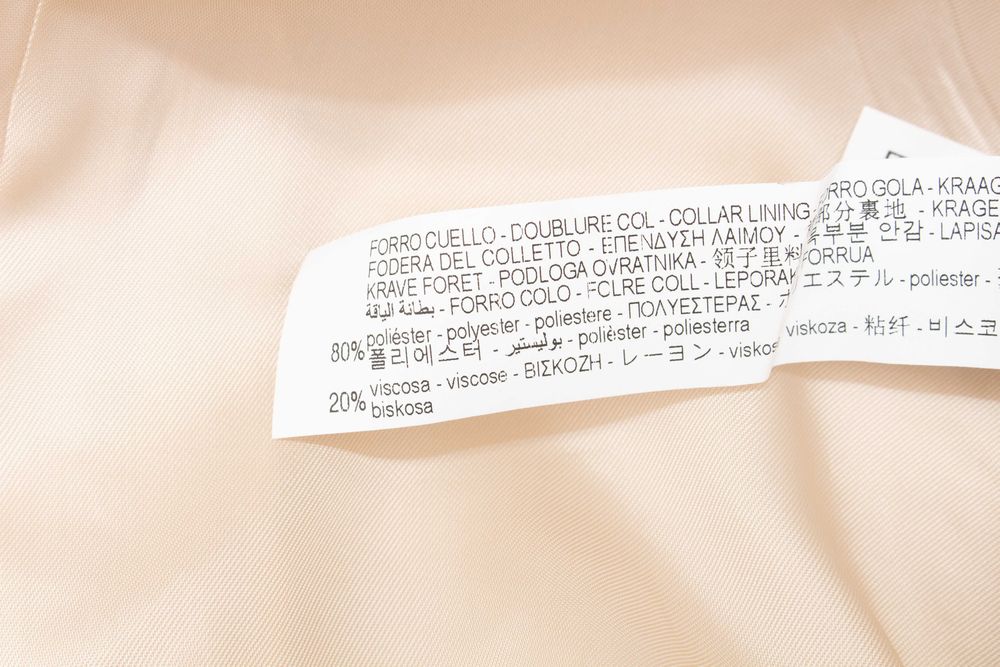 FORRO CUELLO - DOUBLURE COL - COLLAR LINING - FORRO GOLA - KRAAG
FODERA DEL COLLETTO - ΕΠΕΝΔΥΣΗ ΛΑΙΜΟΥ - 部分裏地 - KRAGE
KRAVE FORET - PODLOGA OVRATNIKA - 领子里料 부분 안감 - LAPISA
بطانة الياقة - FORRO COLO - FOLRE COLL - LEPORAK FORRUA
80% poliéster - polyester - poliestere - ΠΟΛΥΕΣΤΕΡΑΣ - エステル - poliester -
폴리에스터 - بوليستير - polièster - poliesterra
20% viscosa - viscose - ΒΙΣΚΟΖΗ - レーヨン - viskoza - 粘纤 - 비스코
biskosa